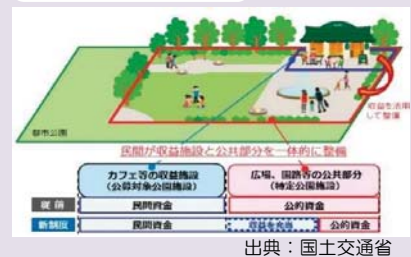 収益を活用
して整備
都市公園
民間が収益施設と公共部分を一体的に整備
カフェ等の収益施設
(公募対象公園施設)
広場、園路等の公共部分
(特定公園施設)
従前
民間資金
公的資金
新制度
民間資金
収益を充当
公的資金
出典：国土交通省